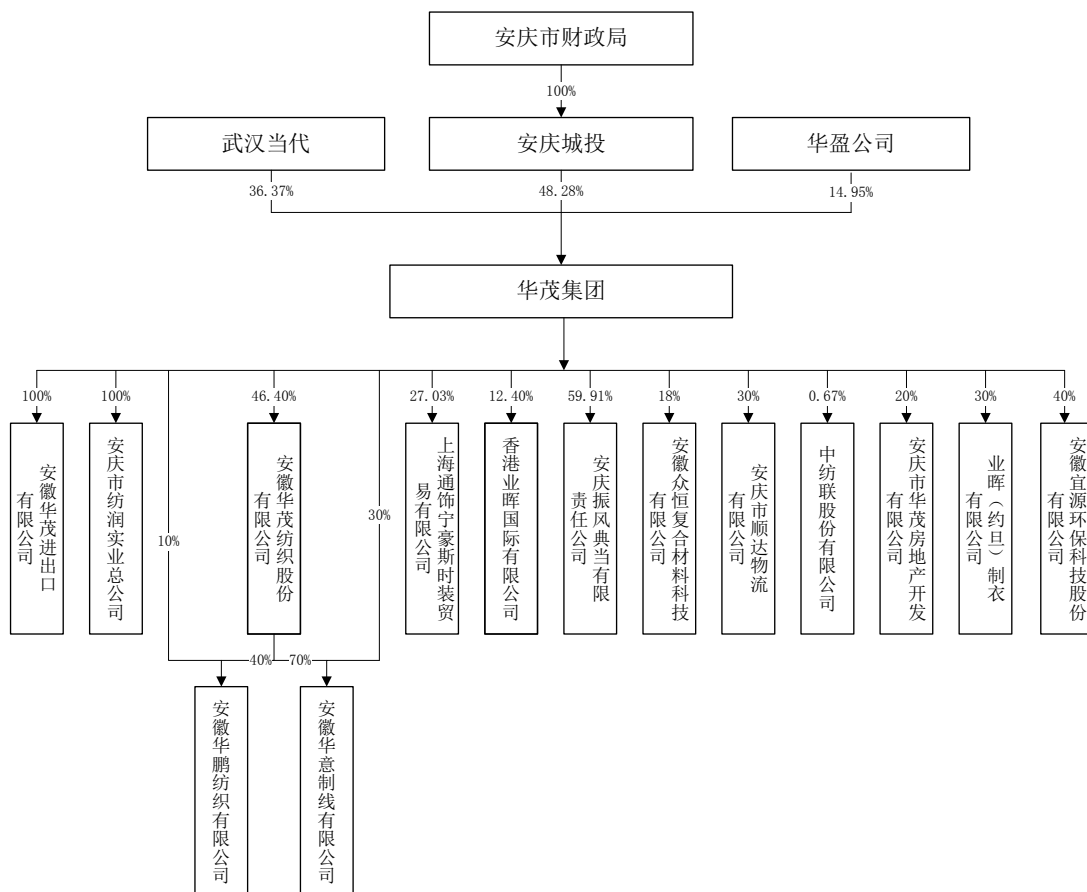 安庆市财政局
100%
武汉当代
安庆城投
华盈公司
36.37%
48.28%
14.95%
华茂集团
100%
100%
46.40%
27.03%
12.40%
59.91%
18%
30%
0.67%
20%
30%
40%
10%
30%
安徽华茂进出口
有限公司
安庆市纺润实业总公司
安徽华茂纺织股份
有限公司
上海通饰宁豪斯时装贸
易有限公司
香港业晖国际有限公司
安庆振风典当有限
责任公司
安徽众恒复合材料科技
有限公司
安庆市顺达物流
有限公司
中纺联股份有限公司
安庆市华茂房地产开发
有限公司
业晖（约旦）制衣
有限公司
安徽宜源环保科技股份
有限公司
40%
70%
安徽华鹏纺织有限公司
安徽华意制线有限公司